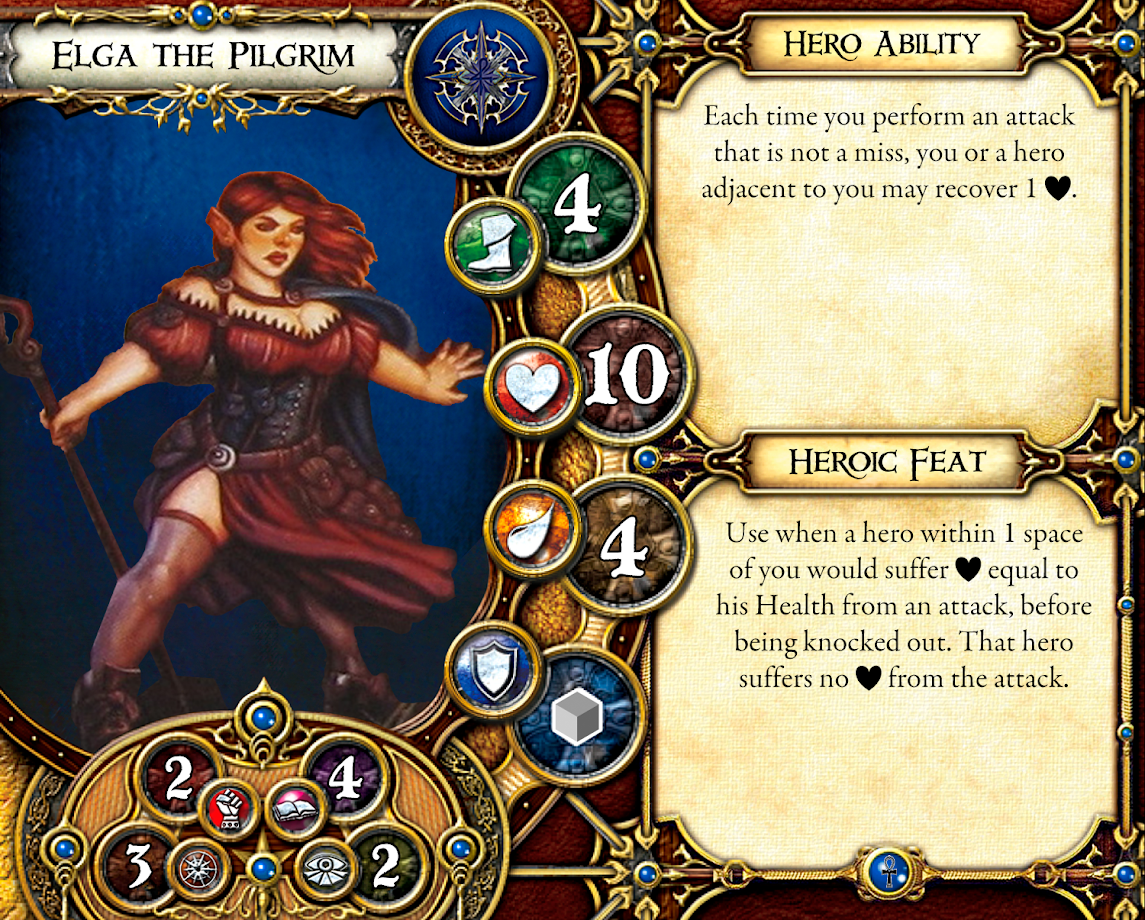 Elga the Pilgrim
4
10
4
2
4
3
2
Hero Ability
Each time you perform an attack
that is not a miss, you or a hero
adjacent to you may recover 1 ♥.
Heroic Feat
Use when a hero within 1 space
of you would suffer ♥ equal to
his Health from an attack, before
being knocked out. That hero
suffers no ♥ from the attack.